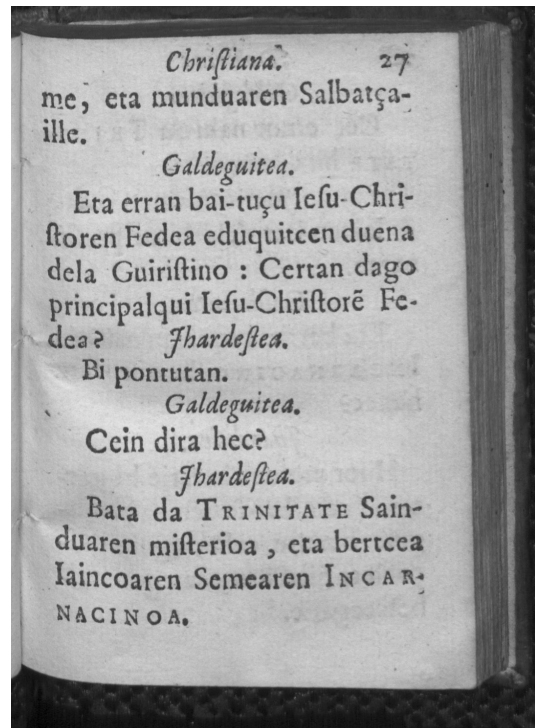 Chriſtiana. 27
me, eta munduaren Salbatça-
ille.
Galdeguitea.
Eta erran bai-tuçu Ieſu-Chri-
ſtoren Fedea eduquitcen duena
dela Guiriſtino : Certan dago
principalqui Ieſu-Chriſtorẽ Fe-
dea? Jhardeſtea.
Bi pontutan.
Galdeguitea.
Cein dira hec?
Jhardeſtea.
Bata da TRINITATE Sain-
duaren miſterioa , eta bertcea
Iaincoaren Semearen INCAR-
NACINOA.